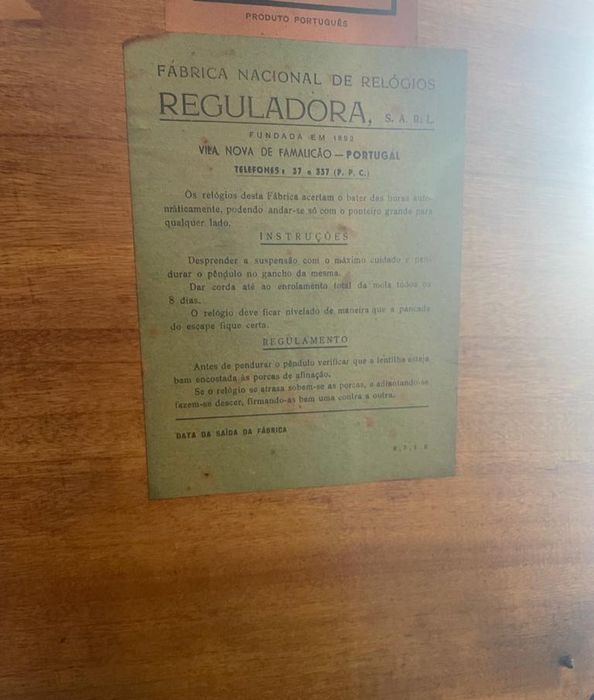 PRODUTO PORTUGUÊS
FÁBRICA NACIONAL DE RELÓGIOS
REGULADORA, S. A. R. L.
FUNDADA EM 1892
VILA NOVA DE FAMALICÃO — PORTUGAL
TELEFONES: 37 e 337 (P. P. C.)
Os relógios desta Fábrica acertam o bater das horas auto-
màticamente, podendo andar-se só com o ponteiro grande para
qualquer lado.
INSTRUÇÕES
Desprender a suspensão com o máximo cuidado e pen-
durar o pêndulo no gancho da mesma.
Dar corda até ao enrolamento total da mola todos os
8 dias.
O relógio deve ficar nivelado de maneira que a pancada
do escape fique certa.
REGULAMENTO
Antes de pendurar o pêndulo verificar que a lentilha esteja
bem encostada às porcas de afinação.
Se o relógio se atrasa sobem-se as porcas, e adiantando-se
fazem-se descer, firmando-as bem uma contra a outra.
DATA DA SAÍDA DA FÁBRICA